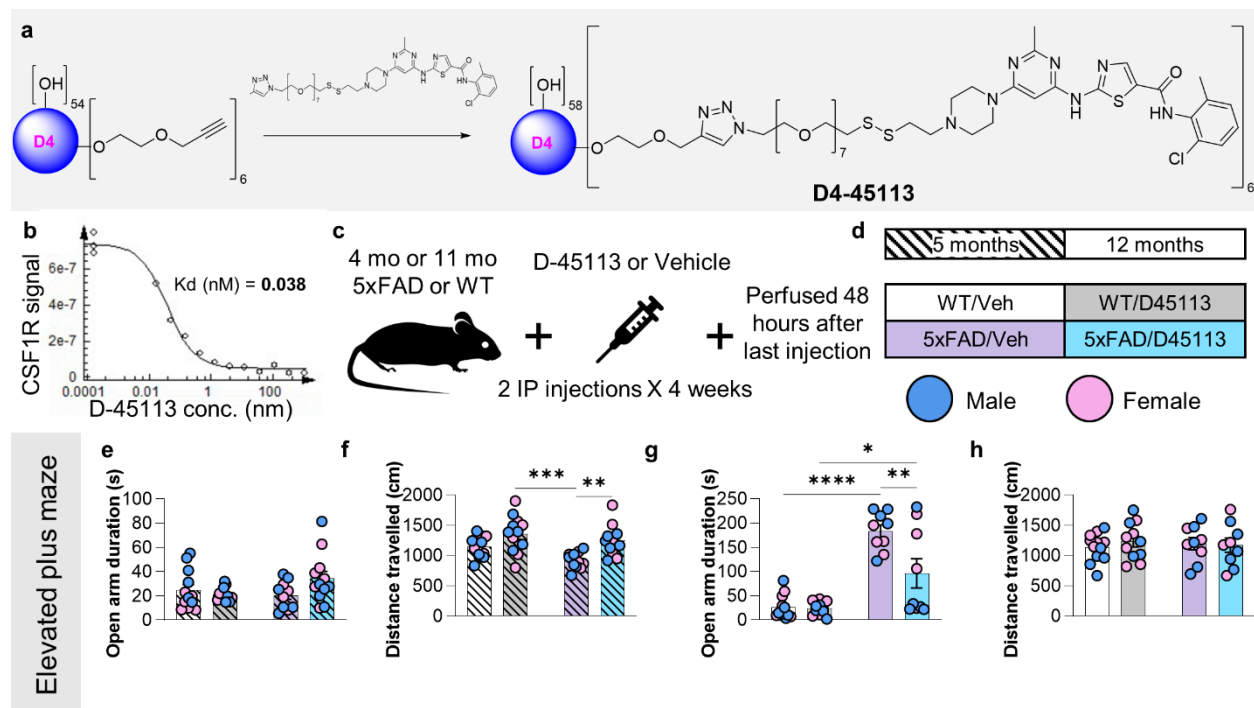 a
[OH]54
D4
O
O
6
N=N
N
O
7
S-S
N
N
N
N
N
N
H
N
S
O
HN
Cl
[OH]58
D4
O
O
N=N
N
O
7
S
S
N
N
N
N
NH
N
S
O
N
H
Cl
6
D4-45113
b
CSF1R signal
6e-7
4e-7
2e-7
0
Kd (nM) = 0.038
0.0001
0.01
1
100
D-45113 conc. (nm)
c
4 mo or 11 mo
5xFAD or WT
+
D-45113 or Vehicle
2 IP injections X 4 weeks
+
Perfused 48
hours after
last injection
d
5 months
12 months
WT/Veh
WT/D45113
5xFAD/Veh
5xFAD/D45113
Male
Female
Elevated plus maze
e
Open arm duration (s)
100
80
60
40
20
0
f
Distance travelled (cm)
2000
1500
1000
500
0
***
**
g
Open arm duration (s)
250
200
150
100
50
0
*
****
**
h
Distance travelled (cm)
2000
1500
1000
500
0